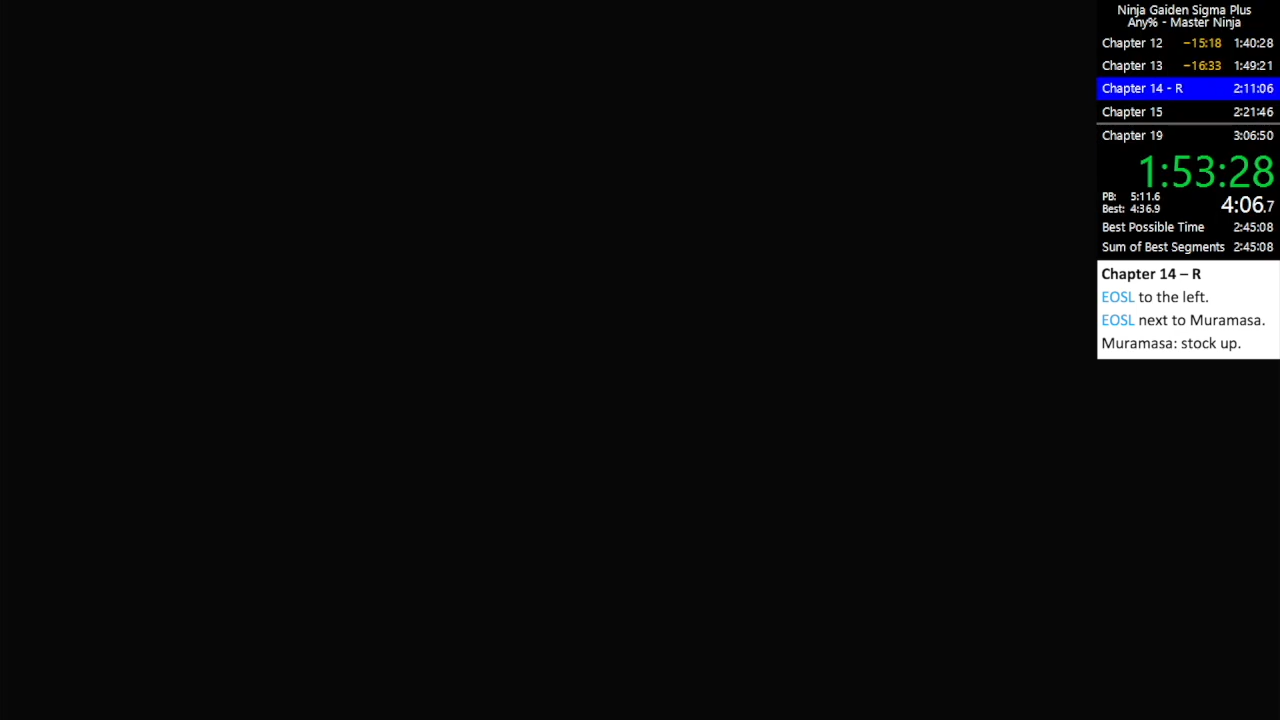 Ninja Gaiden Sigma Plus
Any% - Master Ninja
Chapter 12 −15:18 1:40:28
Chapter 13 −16:33 1:49:21
Chapter 14 - R 2:11:06
Chapter 15 2:21:46
Chapter 19 3:06:50
1:53:28
PB: 5:11.6
Best: 4:36.9 4:06.7
Best Possible Time 2:45:08
Sum of Best Segments 2:45:08
Chapter 14 – R
EOSL to the left.
EOSL next to Muramasa.
Muramasa: stock up.